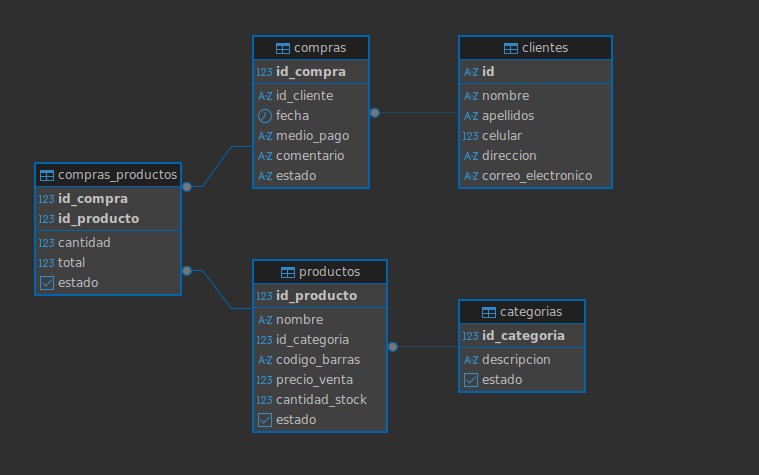 compras
123 id_compra
A-Z id_cliente
fecha
A-Z medio_pago
A-Z comentario
A-Z estado
clientes
A-Z id
A-Z nombre
A-Z apellidos
123 celular
A-Z direccion
A-Z correo_electronico
compras_productos
123 id_compra
123 id_producto
123 cantidad
123 total
estado
productos
123 id_producto
A-Z nombre
123 id_categoria
A-Z codigo_barras
123 precio_venta
123 cantidad_stock
estado
categorias
123 id_categoria
A-Z descripcion
estado